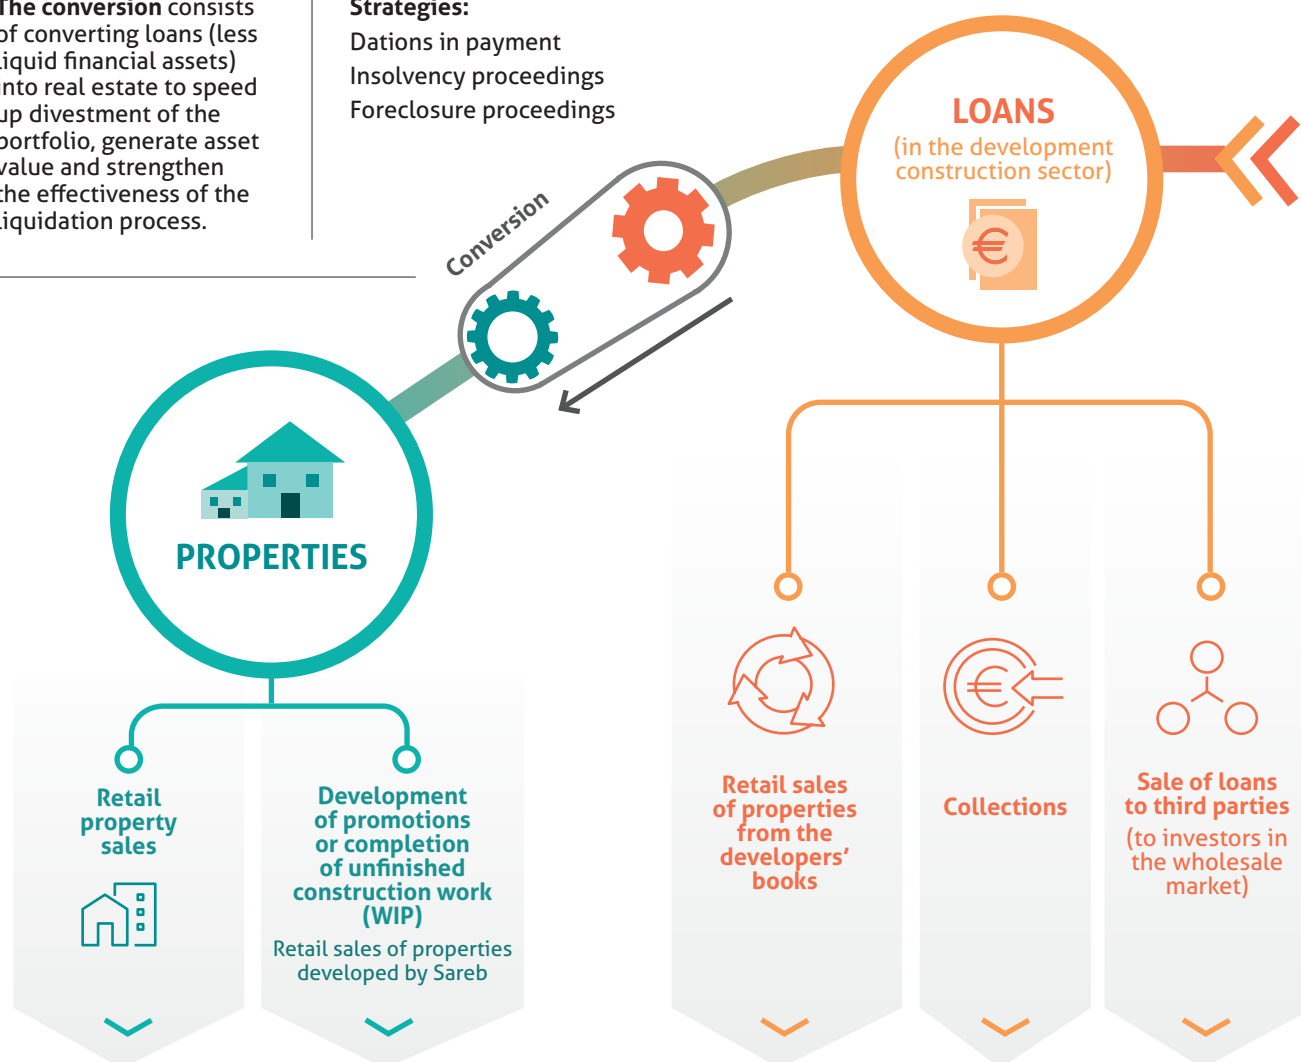 The conversion consists
of converting loans (less
liquid financial assets)
into real estate to speed
up divestment of the
portfolio, generate asset
value and strengthen
the effectiveness of the
liquidation process.
Strategies:
Dations in payment
Insolvency proceedings
Foreclosure proceedings
Conversion
LOANS
(in the development
construction sector)
€
PROPERTIES
Retail
property
sales
Development
of promotions
or completion
of unfinished
construction work
(WIP)
Retail sales of properties
developed by Sareb
Retail sales
of properties
from the
developers’
books
€
Collections
Sale of loans
to third parties
(to investors in
the wholesale
market)